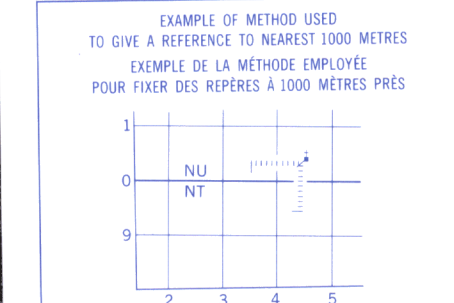 EXAMPLE OF METHOD USED
TO GIVE A REFERENCE TO NEAREST 1000 METRES
EXEMPLE DE LA MÉTHODE EMPLOYÉE
POUR FIXER DES REPÈRES À 1000 MÈTRES PRÈS
1
NU
0
NT
9
2 3 4 5